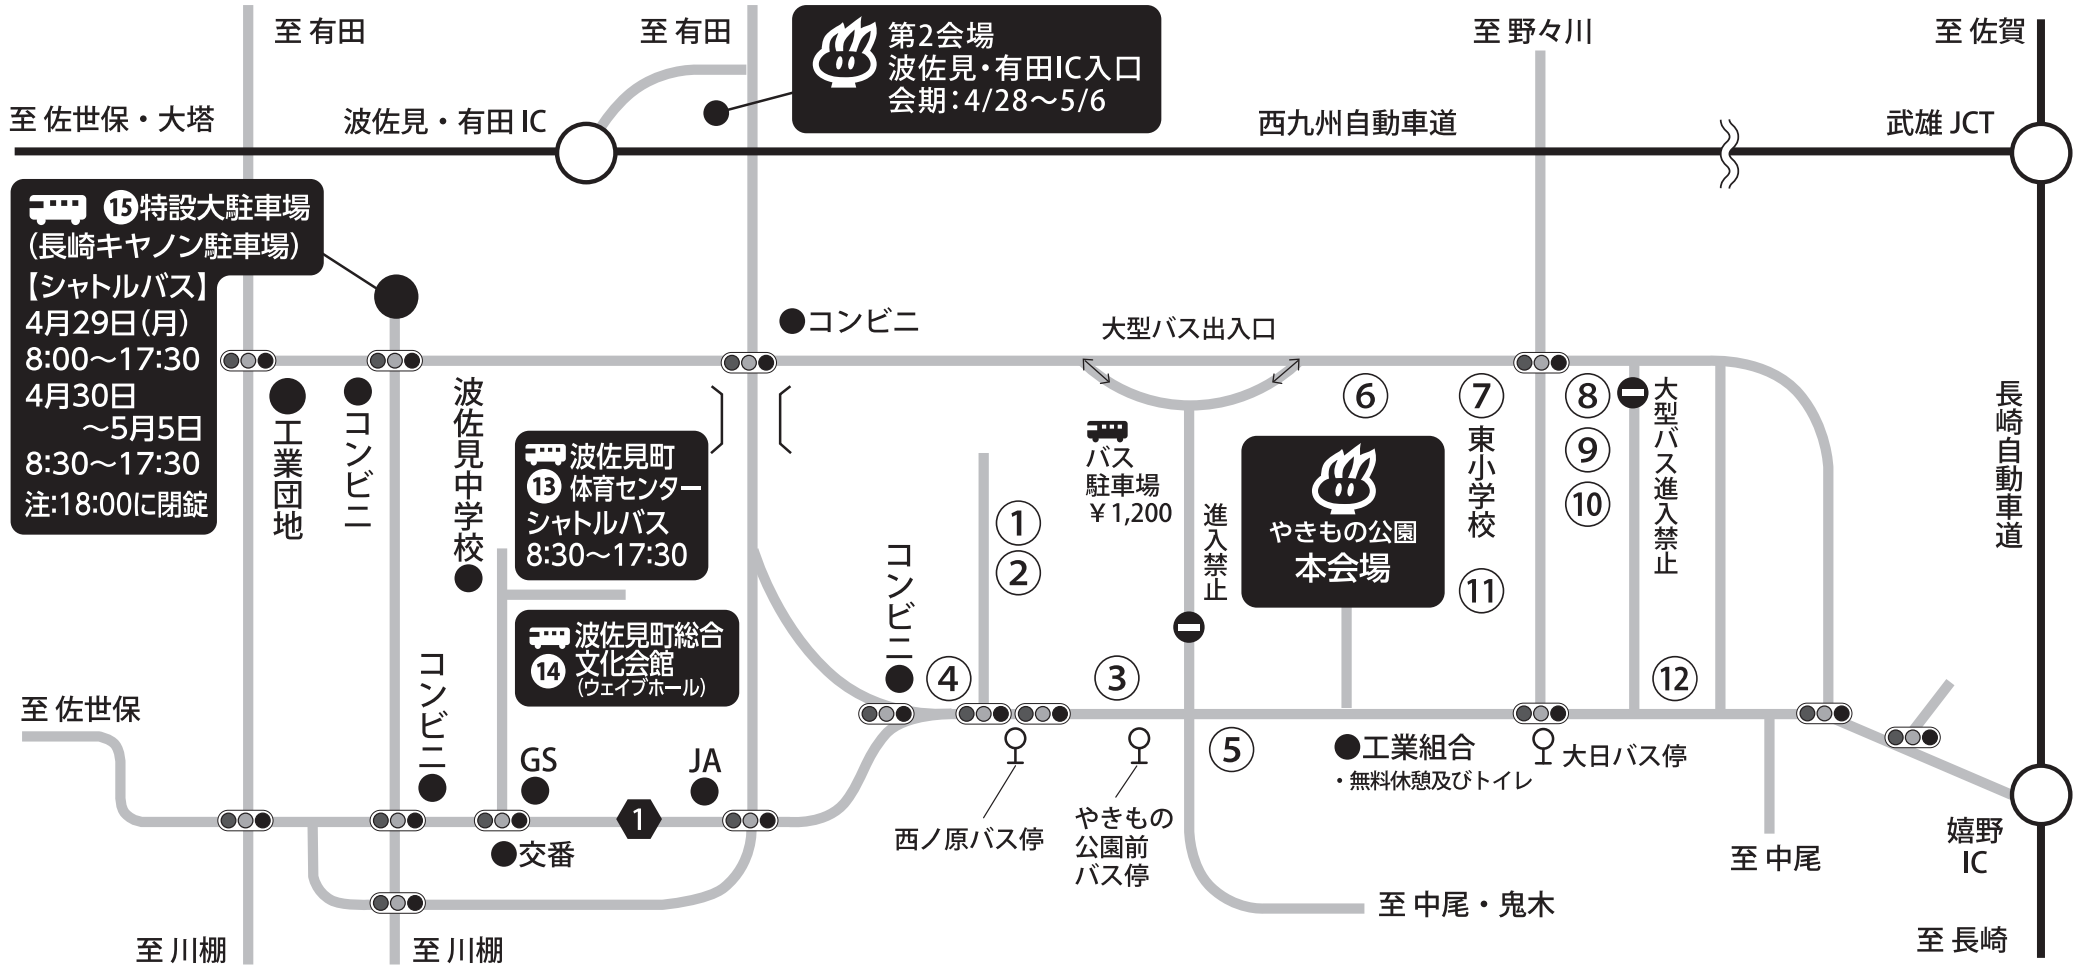 至 有田
至 有田
第2会場
波佐見・有田IC入口
会期：4/28～5/6
至 野々川
至 佐賀
至 佐世保・大塔
波佐見・有田 IC
西九州自動車道
武雄 JCT
⑮特設大駐車場
（長崎キヤノン駐車場）
【シャトルバス】
4月29日（月）
8:00～17:30
4月30日
～5月5日
8:30～17:30
注:18:00に閉錠
コンビニ
大型バス出入口
工業団地
コンビニ
波佐見中学校
波佐見町
⑬ 体育センター
シャトルバス
8:30～17:30
波佐見町総合
⑭ 文化会館
（ウェイブホール）
コンビニ
①
②
バス
駐車場
¥1,200
進入禁止
⑥
やきもの公園
本会場
⑦
東小学校
⑪
⑧
⑨
⑩
大型バス進入禁止
長崎自動車道
④
③
⑫
至 佐世保
コンビニ
GS
JA
1
交番
西ノ原バス停
やきもの
公園前
バス停
⑤
工業組合
・無料休憩及びトイレ
大日バス停
至 中尾
嬉野
IC
至 中尾・鬼木
至 川棚
至 川棚
至 長崎